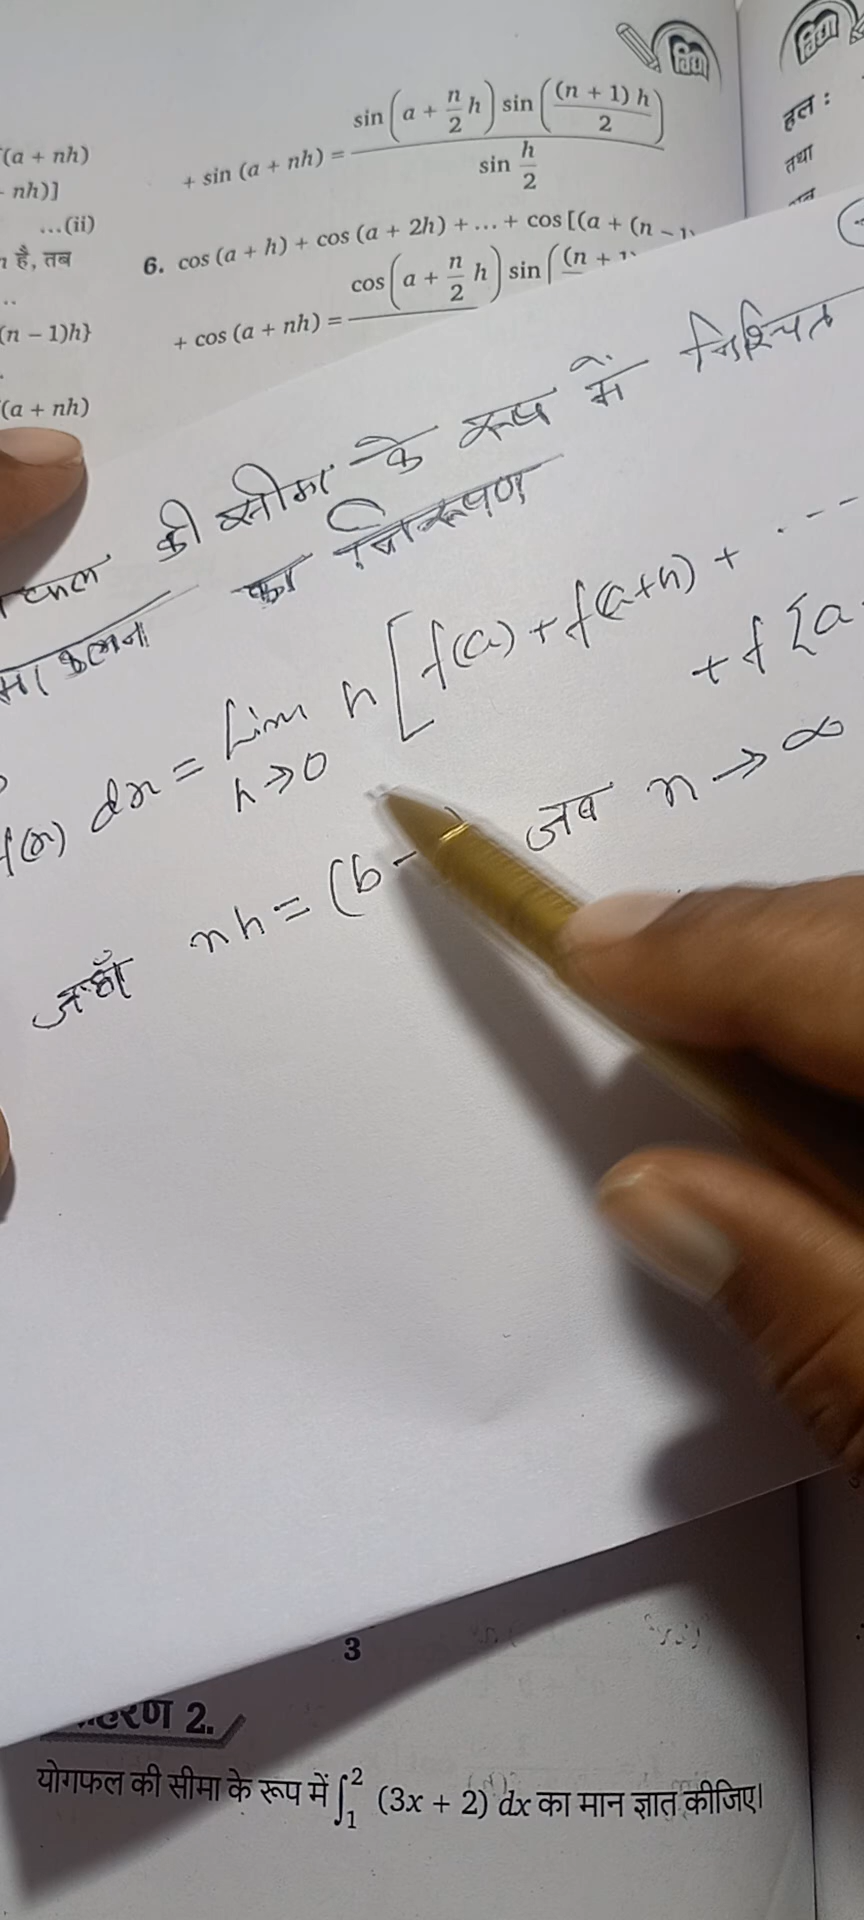 विद्या
(a + nh)
nh)]
...(ii)
है, तब
(n – 1)h}
(a + nh)
+ sin (a + nh) = sin(a + n/2 h) sin((n + 1) h / 2) / sin h/2
6. cos (a + h) + cos (a + 2h) + ... + cos [(a + (n – 1)
+ cos (a + nh) = cos(a + n/2 h) sin((n + 1)
हल :
तथा
की सीमा के रूप में निश्चित
का निरूपण
f(x) dx = Lim h→0 h [f(a) + f(a+h) + ----
+ f [a
जहाँ nh = (b – जब n → ∞
3
2.
योगफल की सीमा के रूप में ∫₁² (3x + 2) dx का मान ज्ञात कीजिए।